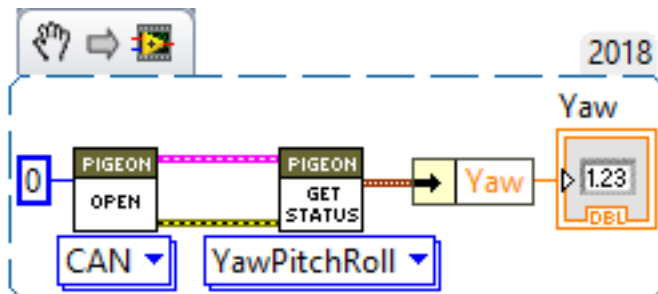 2018
Yaw
0
PIGEON
OPEN
PIGEON
GET
STATUS
Yaw
1.23
DBL
CAN
YawPitchRoll